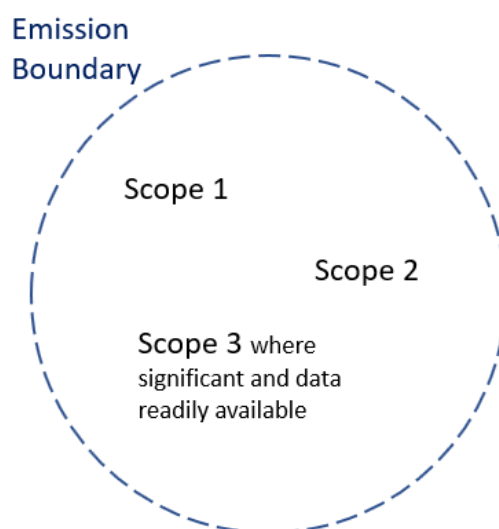 Emission
Boundary
Scope 1
Scope 2
Scope 3 where
significant and data
readily available